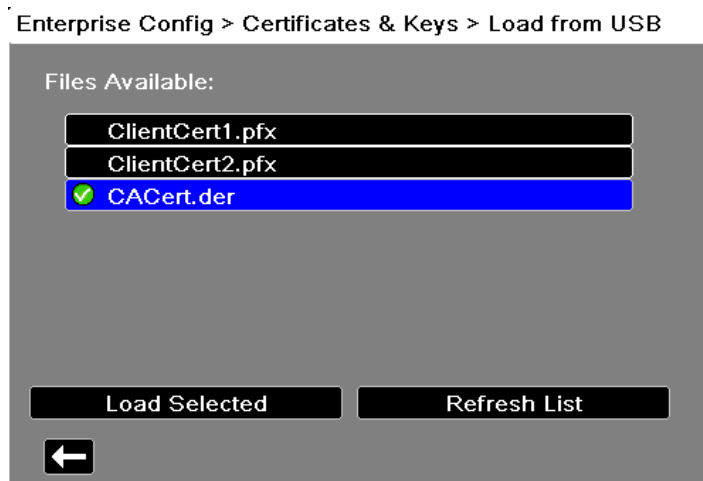 Enterprise Config > Certificates & Keys > Load from USB
Files Available:
ClientCert1.pfx
ClientCert2.pfx
CACert.der
Load Selected
Refresh List